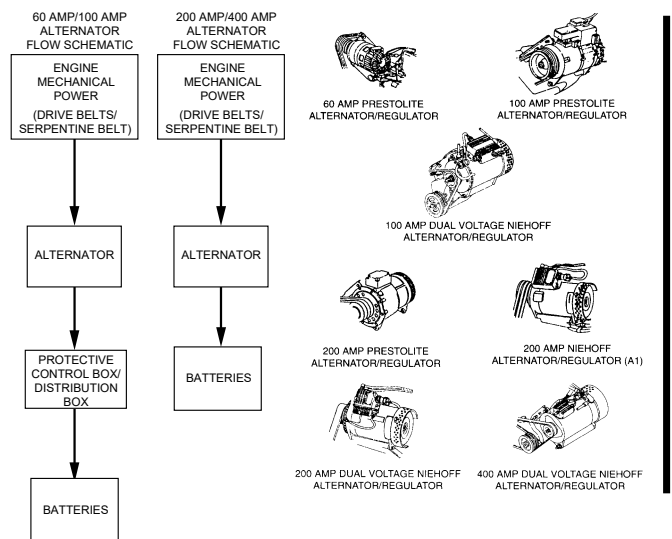 60 AMP/100 AMP
ALTERNATOR
FLOW SCHEMATIC
ENGINE
MECHANICAL
POWER
(DRIVE BELTS/
SERPENTINE BELT)
ALTERNATOR
PROTECTIVE
CONTROL BOX/
DISTRIBUTION
BOX
BATTERIES
200 AMP/400 AMP
ALTERNATOR
FLOW SCHEMATIC
ENGINE
MECHANICAL
POWER
(DRIVE BELTS/
SERPENTINE BELT)
ALTERNATOR
BATTERIES
60 AMP PRESTOLITE
ALTERNATOR/REGULATOR
100 AMP PRESTOLITE
ALTERNATOR/REGULATOR
100 AMP DUAL VOLTAGE NIEHOFF
ALTERNATOR/REGULATOR
200 AMP PRESTOLITE
ALTERNATOR/REGULATOR
200 AMP NIEHOFF
ALTERNATOR/REGULATOR (A1)
200 AMP DUAL VOLTAGE NIEHOFF
ALTERNATOR/REGULATOR
400 AMP DUAL VOLTAGE NIEHOFF
ALTERNATOR/REGULATOR